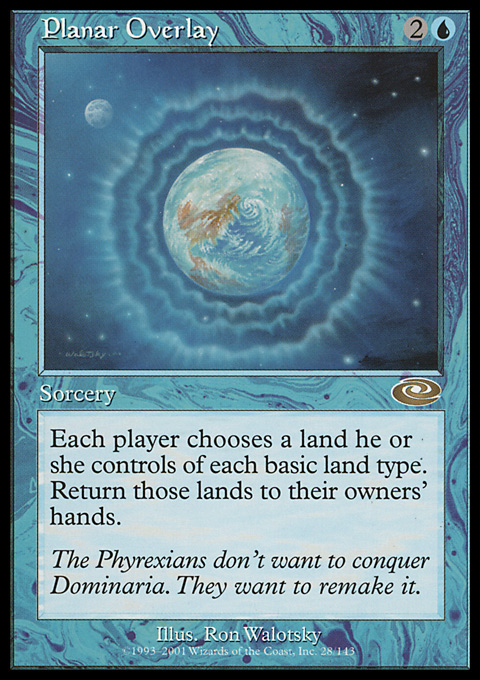 Planar Overlay 2
Sorcery
Each player chooses a land he or
she controls of each basic land type.
Return those lands to their owners'
hands.
The Phyrexians don't want to conquer
Dominaria. They want to remake it.
Illus. Ron Walotsky
©1993–2001 Wizards of the Coast, Inc. 28/143